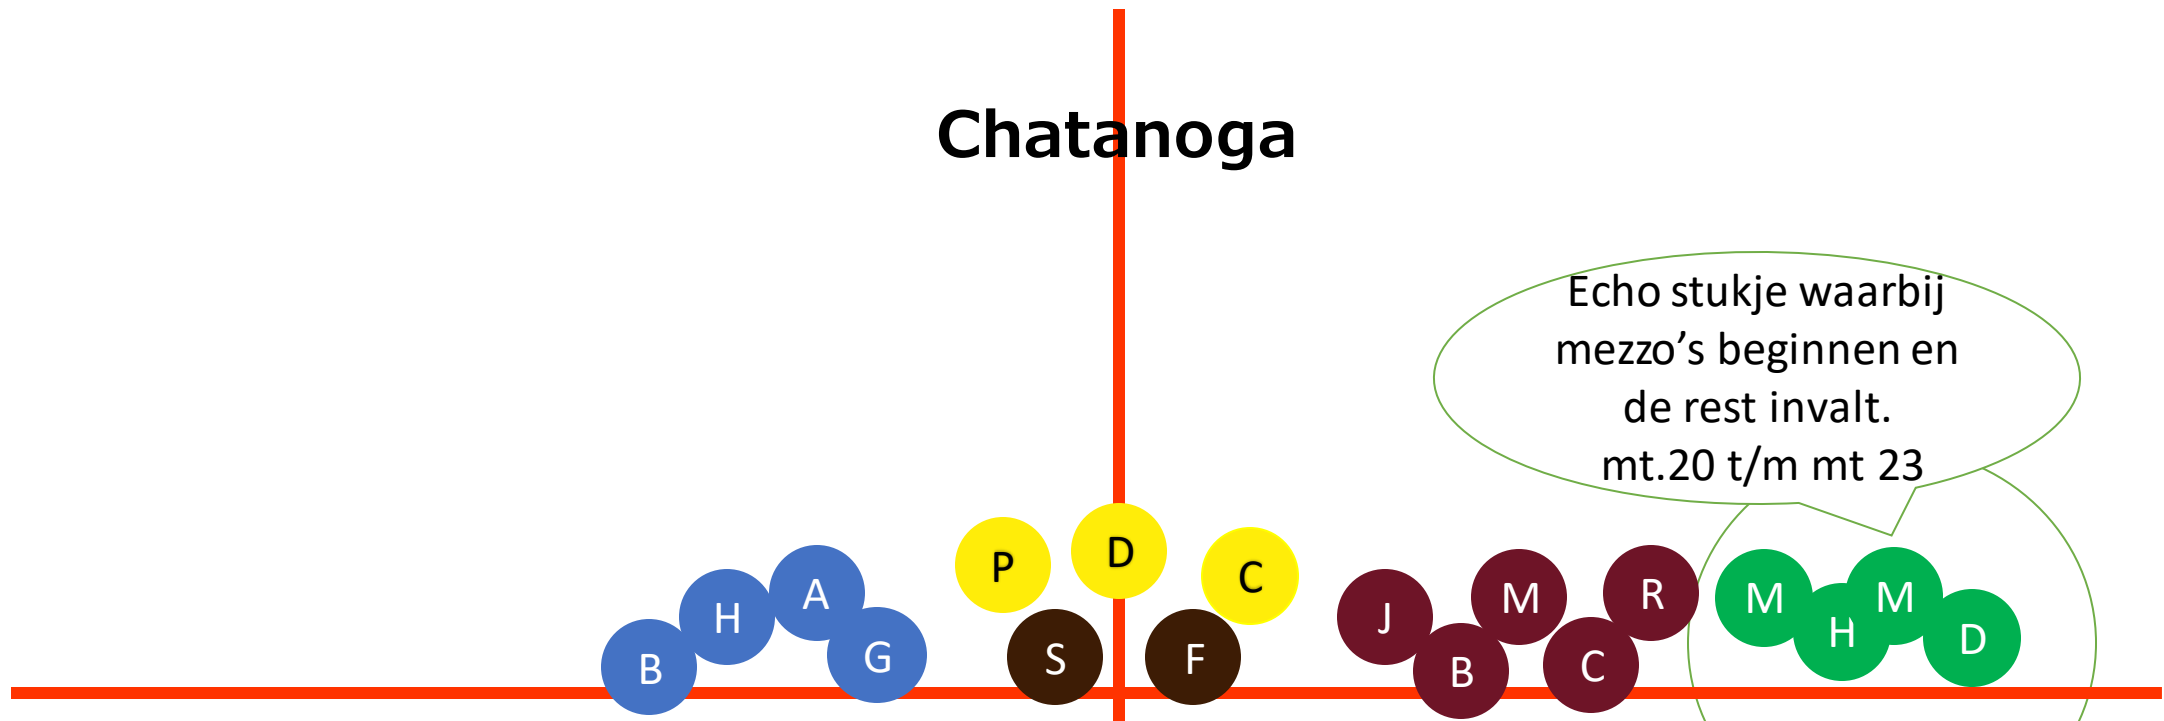 Chatanoga
Echo stukje waarbij
mezzo’s beginnen en
de rest invalt.
mt.20 t/m mt 23
B H A G P S D F C J B M C R M H M D